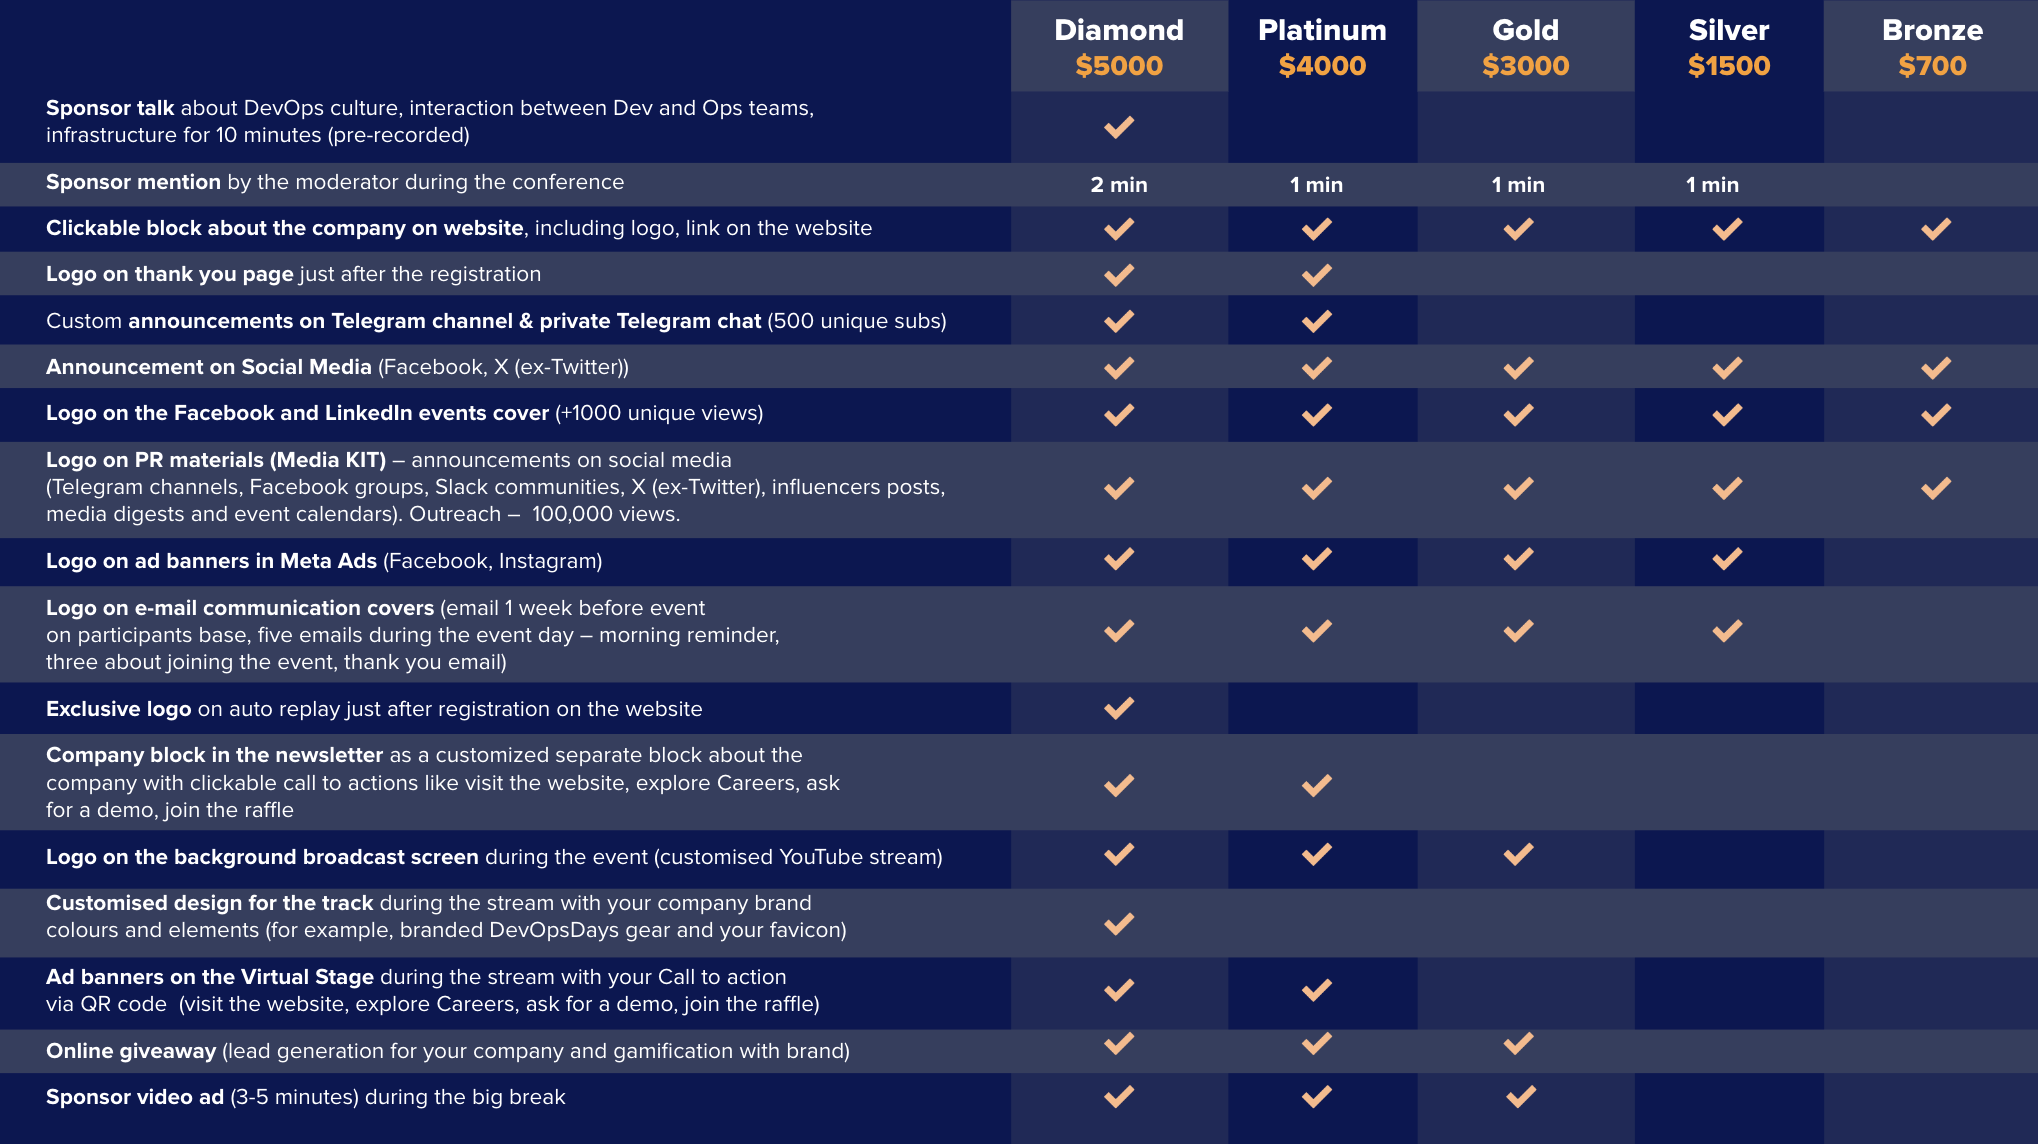 Diamond Platinum Gold Silver Bronze
$5000 $4000 $3000 $1500 $700
Sponsor talk about DevOps culture, interaction between Dev and Ops teams,
infrastructure for 10 minutes (pre-recorded)
Sponsor mention by the moderator during the conference 2 min 1 min 1 min 1 min
Clickable block about the company on website, including logo, link on the website
Logo on thank you page just after the registration
Custom announcements on Telegram channel & private Telegram chat (500 unique subs)
Announcement on Social Media (Facebook, X (ex-Twitter))
Logo on the Facebook and LinkedIn events cover (+1000 unique views)
Logo on PR materials (Media KIT) – announcements on social media
(Telegram channels, Facebook groups, Slack communities, X (ex-Twitter), influencers posts,
media digests and event calendars). Outreach – 100,000 views.
Logo on ad banners in Meta Ads (Facebook, Instagram)
Logo on e-mail communication covers (email 1 week before event
on participants base, five emails during the event day – morning reminder,
three about joining the event, thank you email)
Exclusive logo on auto replay just after registration on the website
Company block in the newsletter as a customized separate block about the
company with clickable call to actions like visit the website, explore Careers, ask
for a demo, join the raffle
Logo on the background broadcast screen during the event (customised YouTube stream)
Customised design for the track during the stream with your company brand
colours and elements (for example, branded DevOpsDays gear and your favicon)
Ad banners on the Virtual Stage during the stream with your Call to action
via QR code (visit the website, explore Careers, ask for a demo, join the raffle)
Online giveaway (lead generation for your company and gamification with brand)
Sponsor video ad (3-5 minutes) during the big break